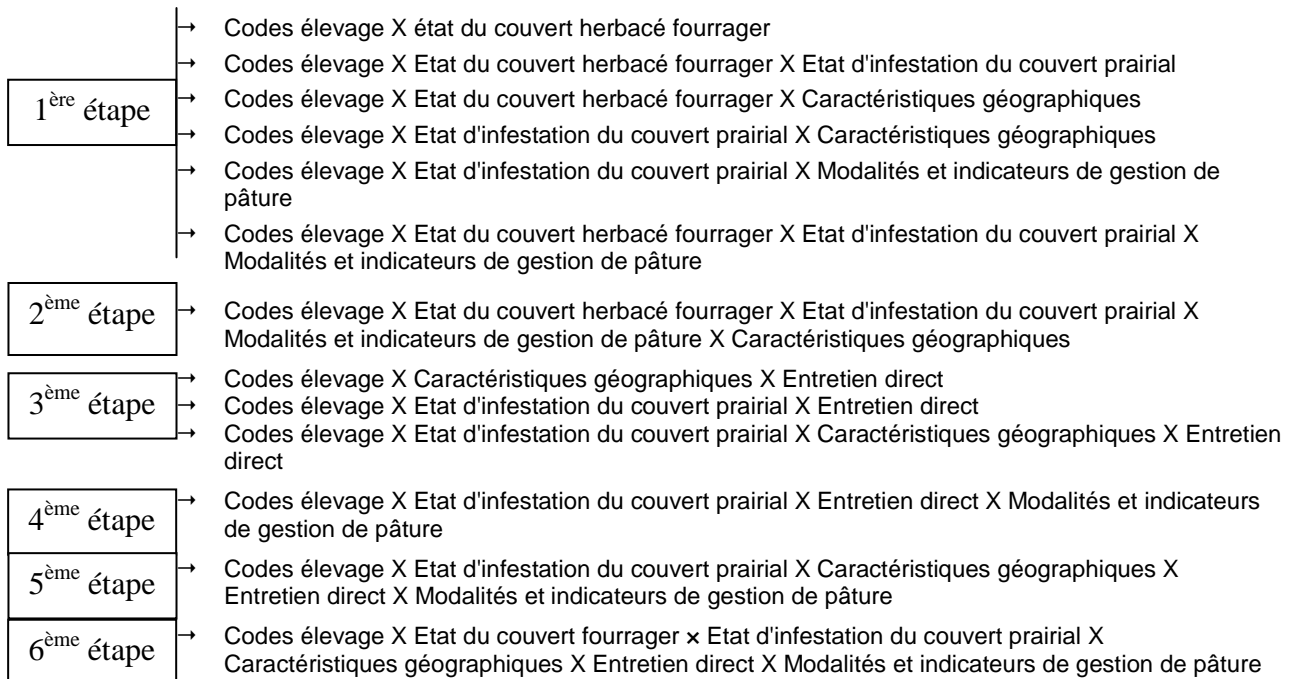 Codes élevage X état du couvert herbacé fourrager
Codes élevage X Etat du couvert herbacé fourrager X Etat d'infestation du couvert prairial
1ère étape
Codes élevage X Etat du couvert herbacé fourrager X Caractéristiques géographiques
Codes élevage X Etat d'infestation du couvert prairial X Caractéristiques géographiques
Codes élevage X Etat d'infestation du couvert prairial X Modalités et indicateurs de gestion de
pâture
Codes élevage X Etat du couvert herbacé fourrager X Etat d'infestation du couvert prairial X
Modalités et indicateurs de gestion de pâture
2ème étape
Codes élevage X Etat du couvert herbacé fourrager X Etat d'infestation du couvert prairial X
Modalités et indicateurs de gestion de pâture X Caractéristiques géographiques
3ème étape
Codes élevage X Caractéristiques géographiques X Entretien direct
Codes élevage X Etat d'infestation du couvert prairial X Entretien direct
Codes élevage X Etat d'infestation du couvert prairial X Caractéristiques géographiques X Entretien
direct
4ème étape
Codes élevage X Etat d'infestation du couvert prairial X Entretien direct X Modalités et indicateurs
de gestion de pâture
5ème étape
Codes élevage X Etat d'infestation du couvert prairial X Caractéristiques géographiques X
Entretien direct X Modalités et indicateurs de gestion de pâture
6ème étape
Codes élevage X Etat du couvert fourrager × Etat d'infestation du couvert prairial X
Caractéristiques géographiques X Entretien direct X Modalités et indicateurs de gestion de pâture